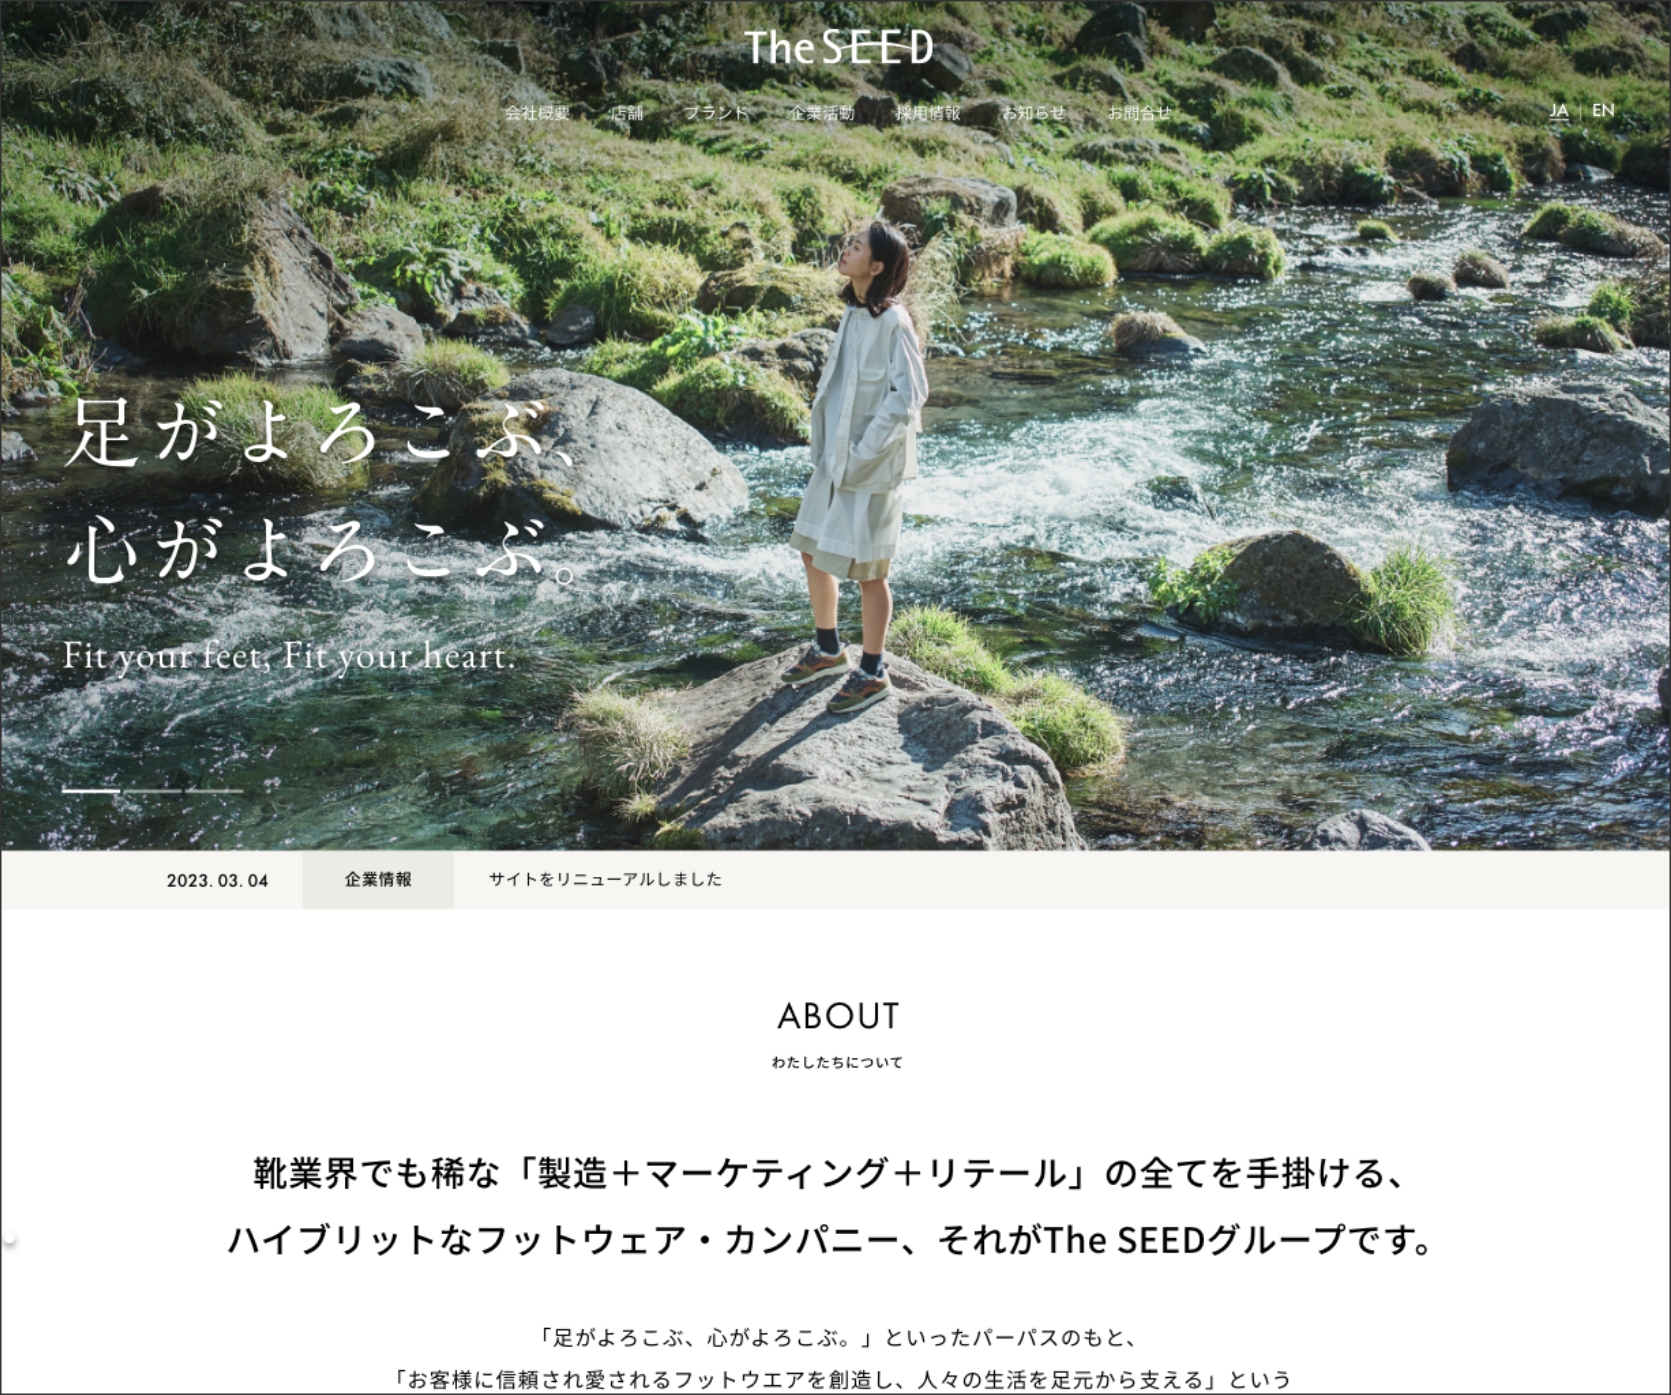 The SEED
会社概要 店舗 ブランド 企業活動 採用情報 お知らせ お問合せ JA | EN
足がよろこぶ、
心がよろこぶ。
Fit your feet, Fit your heart.
2023. 03. 04 企業情報 サイトをリニューアルしました
ABOUT
わたしたちについて
靴業界でも稀な「製造＋マーケティング＋リテール」の全てを手掛ける、
ハイブリットなフットウェア・カンパニー、それがThe SEEDグループです。
「足がよろこぶ、心がよろこぶ。」といったパーパスのもと、
「お客様に信頼され愛されるフットウエアを創造し、人々の生活を足元から支える」という